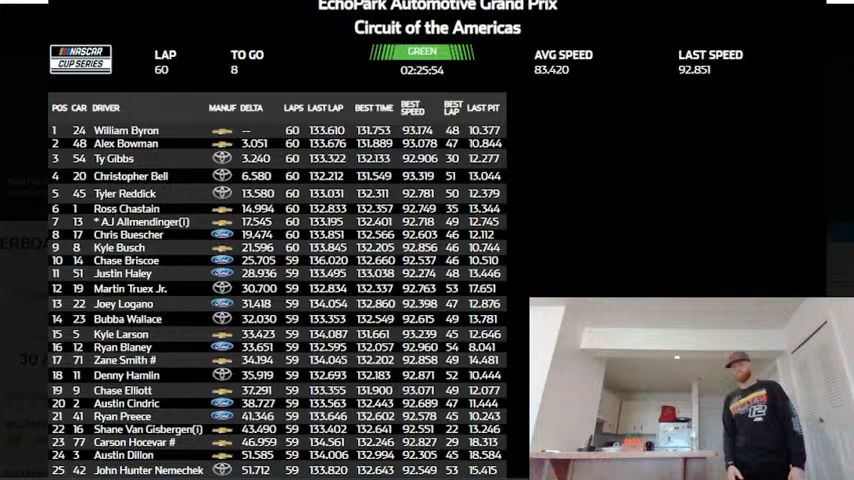 EchoPark Automotive Grand Prix
Circuit of the Americas
NASCAR
CUP SERIES
LAP TO GO GREEN AVG SPEED LAST SPEED
60 8 02:25:54 83.420 92.851
POS CAR DRIVER MANUF DELTA LAPS LAST LAP BEST TIME BEST SPEED BEST LAP LAST PIT
1 24 William Byron -- 60 133.610 131.753 93.174 48 10.377
2 48 Alex Bowman 3.051 60 133.676 131.889 93.078 47 10.844
3 54 Ty Gibbs 3.240 60 133.322 132.133 92.906 30 12.277
4 20 Christopher Bell 6.580 60 132.212 131.549 93.319 51 13.044
5 45 Tyler Reddick 13.580 60 133.031 132.311 92.781 50 12.379
6 1 Ross Chastain 14.994 60 132.833 132.357 92.749 35 13.344
7 13 * AJ Allmendinger(i) 17.545 60 133.195 132.401 92.718 49 12.745
8 17 Chris Buescher 19.474 60 133.851 132.566 92.603 46 12.112
9 8 Kyle Busch 21.596 60 133.845 132.205 92.856 46 10.744
10 14 Chase Briscoe 25.705 59 136.020 132.660 92.537 46 10.510
11 51 Justin Haley 28.936 59 133.495 133.038 92.274 48 13.446
12 19 Martin Truex Jr. 30.700 59 132.834 132.337 92.763 53 17.651
13 22 Joey Logano 31.418 59 134.054 132.860 92.398 47 12.876
14 23 Bubba Wallace 32.030 59 133.353 132.549 92.615 49 13.781
15 5 Kyle Larson 33.423 59 134.087 131.661 93.239 45 12.646
16 12 Ryan Blaney 33.651 59 132.595 132.057 92.960 54 8.041
17 71 Zane Smith # 34.194 59 134.045 132.202 92.858 49 14.481
18 11 Denny Hamlin 35.919 59 132.693 132.183 92.871 52 10.444
19 9 Chase Elliott 37.291 59 133.355 131.900 93.071 49 12.077
20 2 Austin Cindric 38.727 59 133.563 132.443 92.689 47 11.444
21 41 Ryan Preece 41.346 59 133.646 132.602 92.578 45 10.243
22 16 Shane Van Gisbergen(i) 43.490 59 133.402 132.641 92.551 22 13.246
23 77 Carson Hocevar # 46.959 59 134.561 132.246 92.827 29 18.313
24 3 Austin Dillon 51.585 59 134.006 132.994 92.305 45 18.584
25 42 John Hunter Nemechek 51.712 59 133.820 132.643 92.549 53 15.415
12